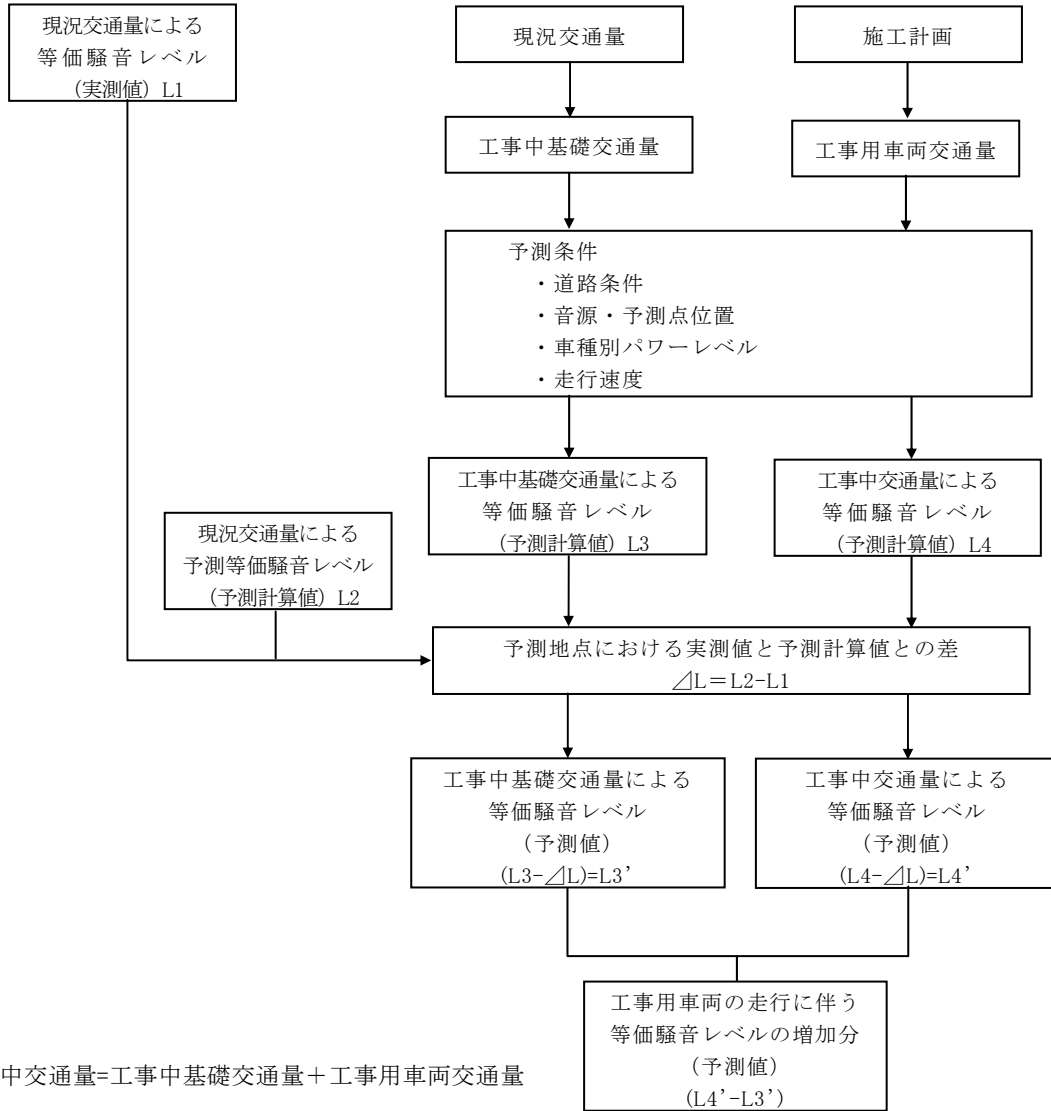 現況交通量による
等価騒音レベル
(実測値) L1
現況交通量
施工計画
工事中基礎交通量
工事用車両交通量
予測条件
・道路条件
・音源・予測点位置
・車種別パワーレベル
・走行速度
工事中基礎交通量による
等価騒音レベル
(予測計算値) L3
工事中交通量による
等価騒音レベル
(予測計算値) L4
現況交通量による
予測等価騒音レベル
(予測計算値) L2
予測地点における実測値と予測計算値との差
⊿L＝L2-L1
工事中基礎交通量による
等価騒音レベル
(予測値)
(L3-⊿L)=L3’
工事中交通量による
等価騒音レベル
(予測値)
(L4-⊿L)=L4’
工事用車両の走行に伴う
等価騒音レベルの増加分
(予測値)
(L4’-L3’)
中交通量=工事中基礎交通量＋工事用車両交通量